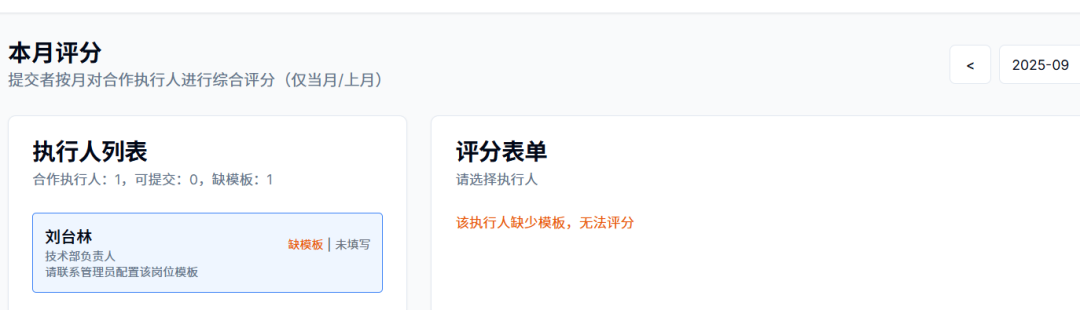 本月评分
提交者按月对合作执行人进行综合评分（仅当月/上月）
<
2025-09
执行人列表
合作执行人：1，可提交：0，缺模板：1
刘台林
缺模板 | 未填写
技术部负责人
请联系管理员配置该岗位模板
评分表单
请选择执行人
该执行人缺少模板，无法评分